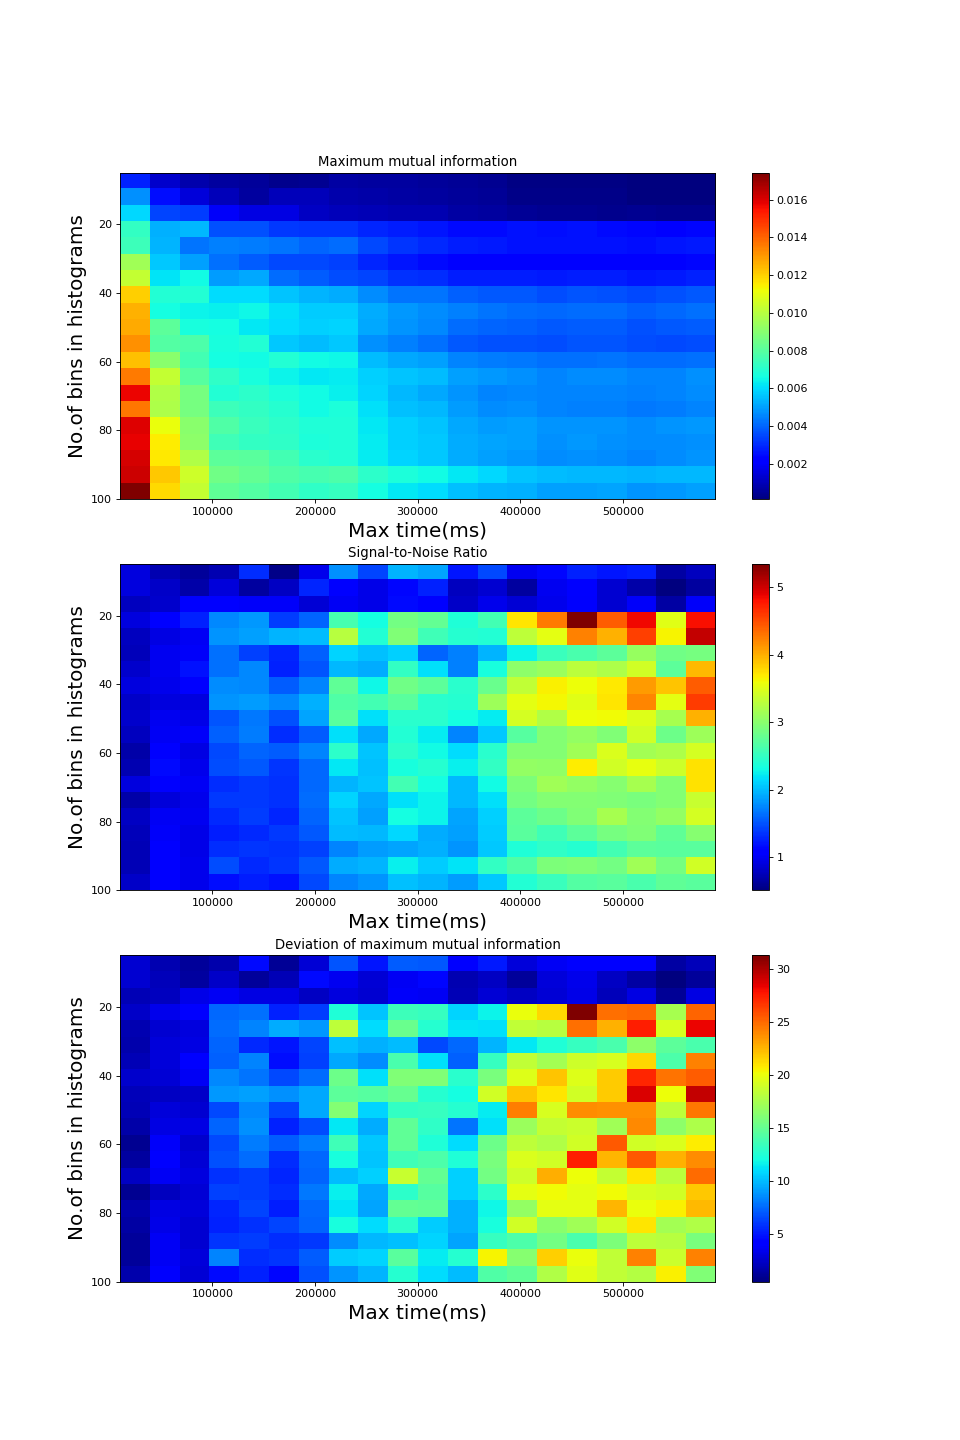 Maximum mutual information
No.of bins in histograms
20
40
60
80
100
100000 200000 300000 400000 500000
Max time(ms)
0.016
0.014
0.012
0.010
0.008
0.006
0.004
0.002
Signal-to-Noise Ratio
No.of bins in histograms
20
40
60
80
100
100000 200000 300000 400000 500000
Max time(ms)
5
4
3
2
1
Deviation of maximum mutual information
No.of bins in histograms
20
40
60
80
100
100000 200000 300000 400000 500000
Max time(ms)
30
25
20
15
10
5